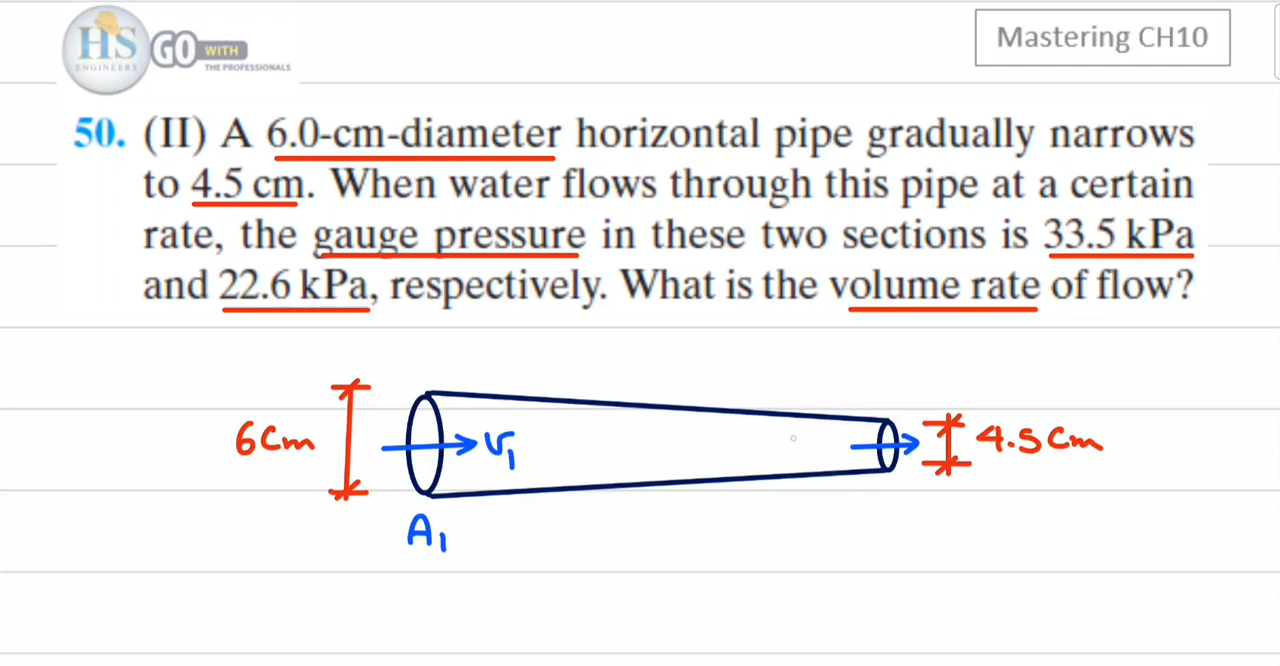 HS
ENGINEERS
GO WITH
THE PROFESSIONALS
Mastering CH10
50. (II) A 6.0-cm-diameter horizontal pipe gradually narrows
to 4.5 cm. When water flows through this pipe at a certain
rate, the gauge pressure in these two sections is 33.5 kPa
and 22.6 kPa, respectively. What is the volume rate of flow?
6cm
v₁
4.5cm
A₁